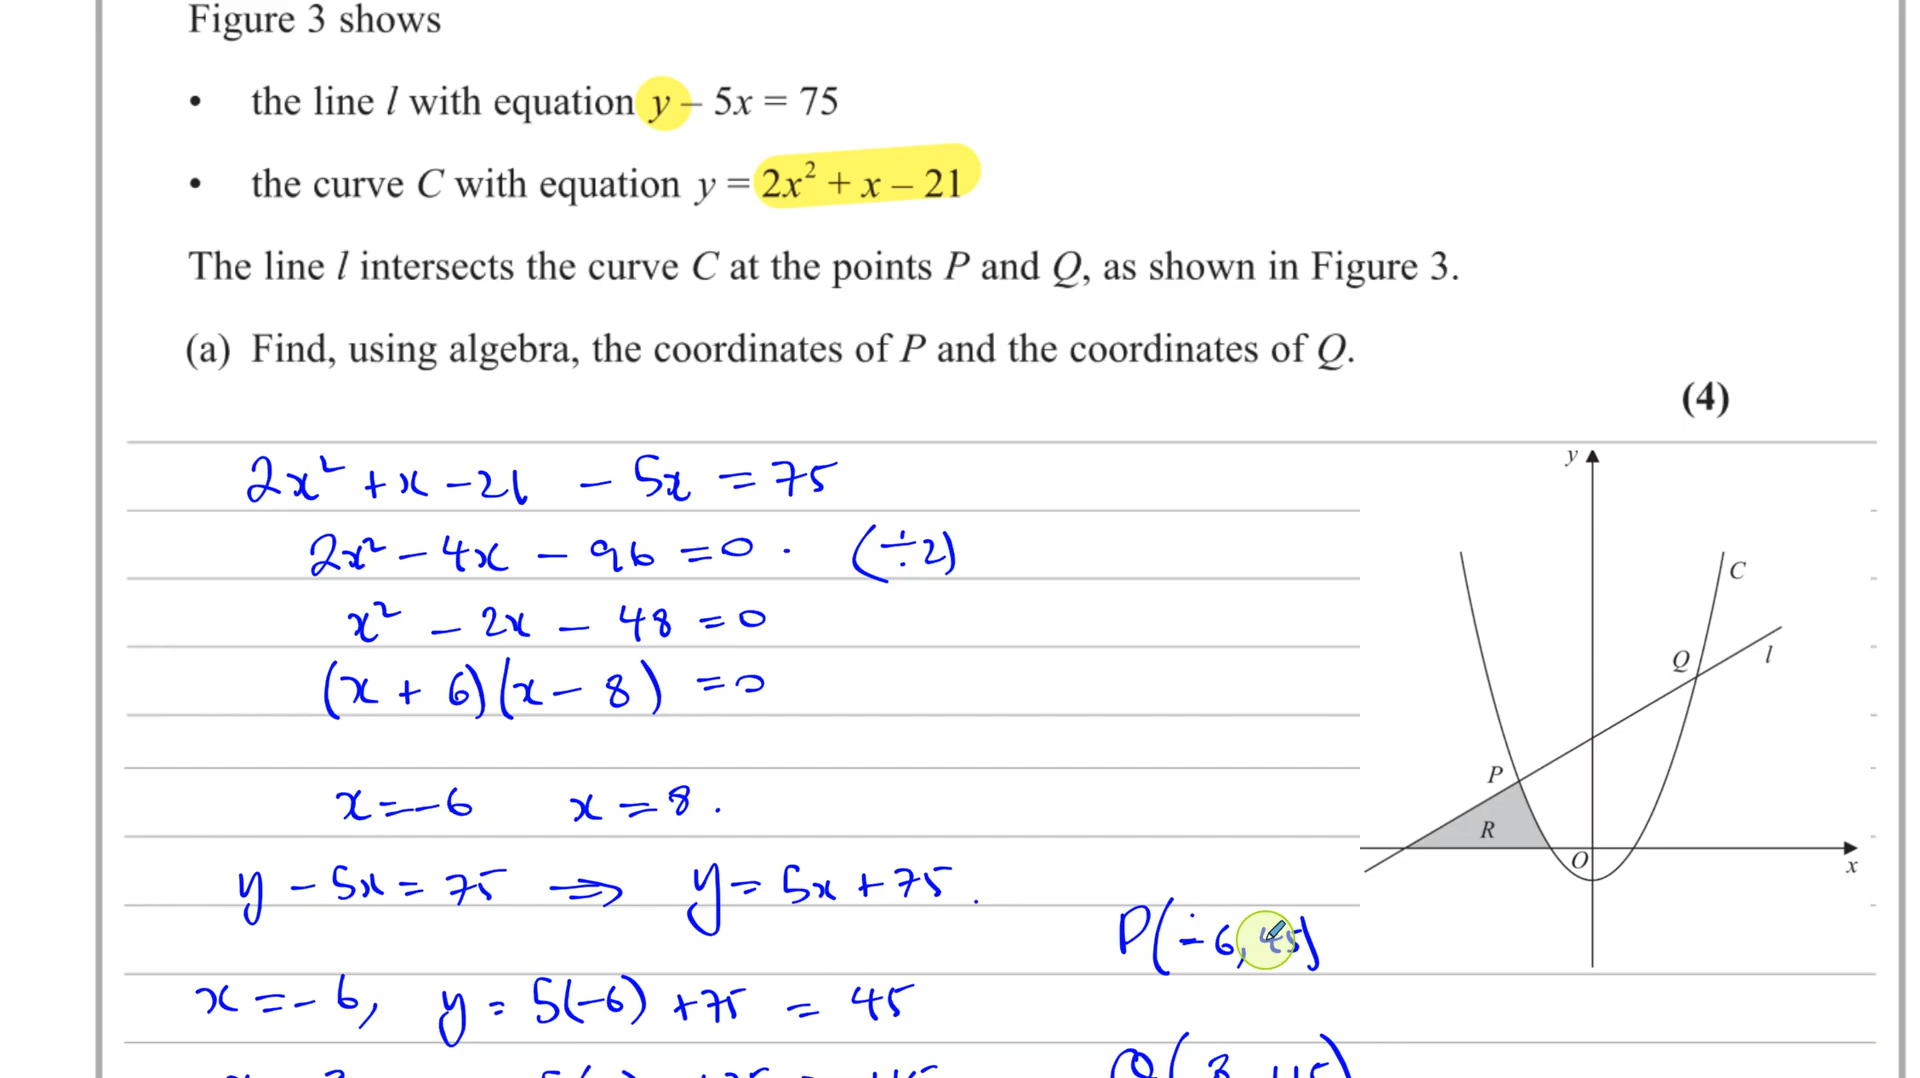 Figure 3 shows
• the line l with equation y – 5x = 75
• the curve C with equation y = 2x² + x – 21
The line l intersects the curve C at the points P and Q, as shown in Figure 3.
(a) Find, using algebra, the coordinates of P and the coordinates of Q.
(4)
2x² + x – 21 – 5x = 75
2x² – 4x – 96 = 0 . (÷2)
x² – 2x – 48 = 0
(x + 6)(x – 8) = 0
x = –6 x = 8 .
y – 5x = 75 ⇒ y = 5x + 75 .
P(–6, 45)
x = –6, y = 5(–6) + 75 = 45
y
C
Q
l
P
R
O
x